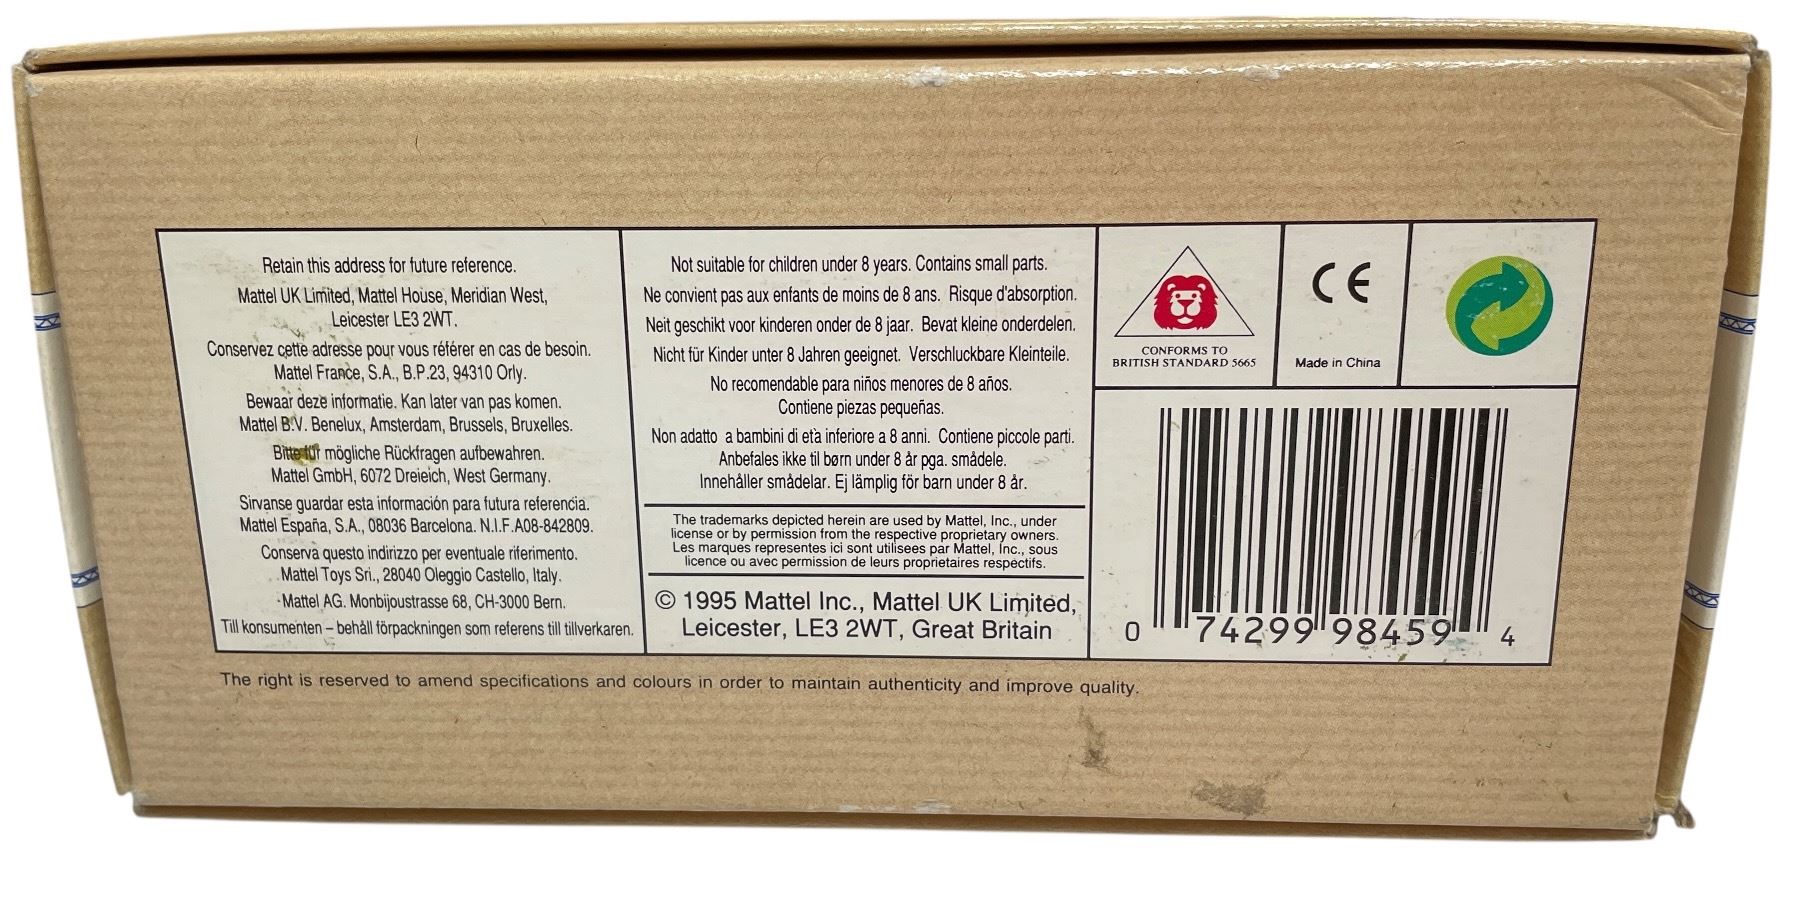 Retain this address for future reference.
Mattel UK Limited, Mattel House, Meridian West,
Leicester LE3 2WT.
Conservez cette adresse pour vous référer en cas de besoin.
Mattel France, S.A., B.P.23, 94310 Orly.
Bewaar deze informatie. Kan later van pas komen.
Mattel B.V. Benelux, Amsterdam, Brussels, Bruxelles.
Bitte für mögliche Rückfragen aufbewahren.
Mattel GmbH, 6072 Dreieich, West Germany.
Sirvanse guardar esta información para futura referencia.
Mattel España, S.A., 08036 Barcelona. N.I.F.A08-842809.
Conserva questo indirizzo per eventuale riferimento.
Mattel Toys Sri., 28040 Oleggio Castello, Italy.
Mattel AG. Monbijoustrasse 68, CH-3000 Bern.
Till konsumenten – behåll förpackningen som referens till tillverkaren.
Not suitable for children under 8 years. Contains small parts.
Ne convient pas aux enfants de moins de 8 ans. Risque d'absorption.
Neit geschikt voor kinderen onder de 8 jaar. Bevat kleine onderdelen.
Nicht für Kinder unter 8 Jahren geeignet. Verschluckbare Kleinteile.
No recomendable para niños menores de 8 años.
Contiene piezas pequeñas.
Non adatto a bambini di età inferiore a 8 anni. Contiene piccole parti.
Anbefales ikke til børn under 8 år pga. smådele.
Innehåller smådelar. Ej lämplig för barn under 8 år.
The trademarks depicted herein are used by Mattel, Inc., under
license or by permission from the respective proprietary owners.
Les marques representes ici sont utilisees par Mattel, Inc., sous
licence ou avec permission de leurs proprietaires respectifs.
© 1995 Mattel Inc., Mattel UK Limited,
Leicester, LE3 2WT, Great Britain
CONFORMS TO
BRITISH STANDARD 5665
CE
Made in China
0 74299 98459 4
The right is reserved to amend specifications and colours in order to maintain authenticity and improve quality.